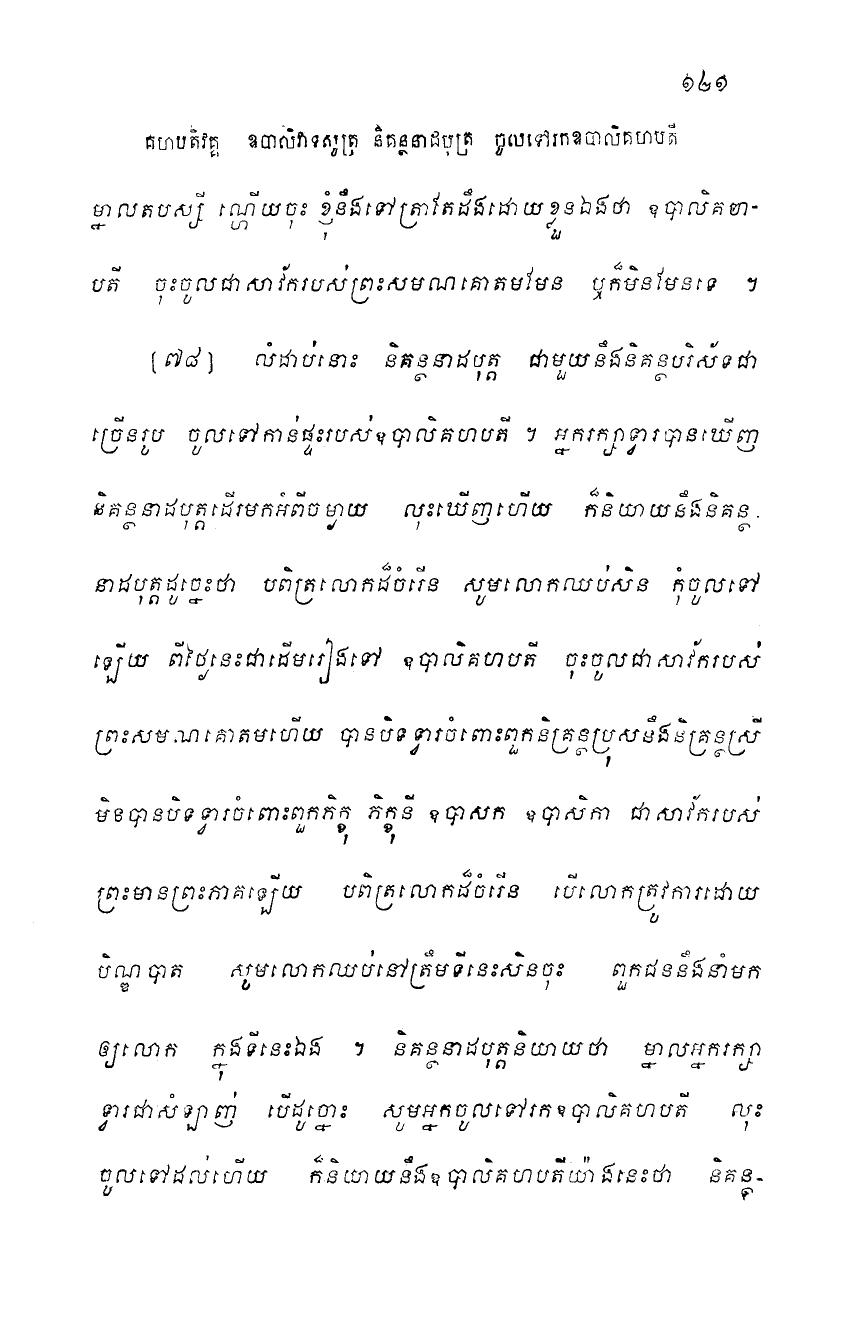 ១៤១
គហបតិវគ្គ ឧបាលិវាទសូត្រ និគន្ថនាដបុត្រ ចូលទៅរកឧបាលិគហបតី
ម្នាលតបស្សី ណ្ហើយចុះ ខ្ញុំនឹងទៅត្រាតែដឹងដោយខ្លួនឯងថា ឧបាលិគហ-
បតី ចុះចូលជាសាវ័ករបស់ព្រះសមណគោតមមែន ឬក៏មិនមែនទេ ។
[៧៨] លំដាប់នោះ និគន្ថនាដបុត្ត ជាមួយនឹងនិគន្ថបរិស័ទជា
ច្រើនរូប ចូលទៅកាន់ផ្ទះរបស់ឧបាលិគហបតី ។ អ្នករក្សាទ្វារបានឃើញ
និគន្ថនាដបុត្តដើរមកអំពីចម្ងាយ លុះឃើញហើយ ក៏និយាយនឹងនិគន្ថ
នាដបុត្តដូច្នេះថា បពិត្រលោកដ៏ចំរើន សូមលោកឈប់សិន កុំចូលទៅ
ឡើយ ពីថ្ងៃនេះជាដើមរៀងទៅ ឧបាលិគហបតី ចុះចូលជាសាវ័ករបស់
ព្រះសមណគោតមហើយ បានបិទទ្វារចំពោះពួកនិគ្រន្ថប្រុសនឹងនិគ្រន្ថស្រី
មិនបានបិទទ្វារចំពោះពួកភិក្ខុ ភិក្ខុនី ឧបាសក ឧបាសិកា ជាសាវ័ករបស់
ព្រះមានព្រះភាគឡើយ បពិត្រលោកដ៏ចំរើន បើលោកត្រូវការដោយ
បិណ្ឌបាត សូមលោកឈប់នៅត្រឹមទីនេះសិនចុះ ពួកជននឹងនាំមក
ឲ្យលោក ក្នុងទីនេះឯង ។ និគន្ថនាដបុត្តនិយាយថា ម្នាលអ្នករក្សា
ទ្វារជាសំឡាញ់ បើដូច្នោះ សូមអ្នកចូលទៅរកឧបាលិគហបតី លុះ
ចូលទៅដល់ហើយ ក៏និយាយនឹងឧបាលិគហបតីយ៉ាងនេះថា និគន្ថ-